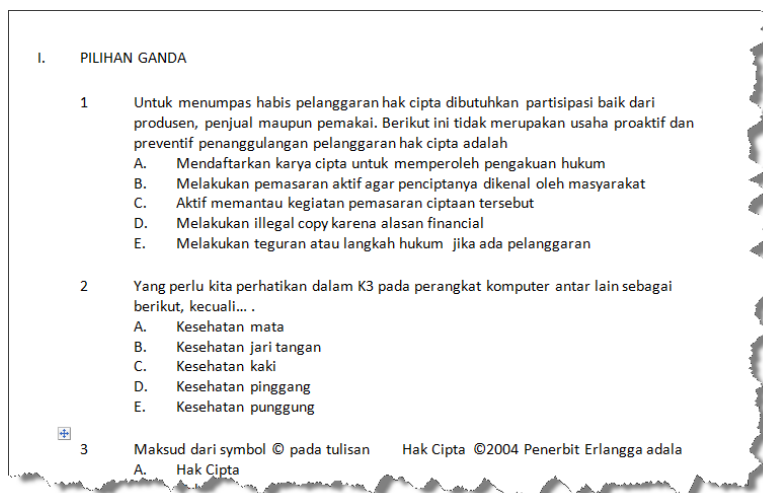 I. PILIHAN GANDA
1 Untuk menumpas habis pelanggaran hak cipta dibutuhkan partisipasi baik dari
produsen, penjual maupun pemakai. Berikut ini tidak merupakan usaha proaktif dan
preventif penanggulangan pelanggaran hak cipta adalah
A. Mendaftarkan karya cipta untuk memperoleh pengakuan hukum
B. Melakukan pemasaran aktif agar penciptanya dikenal oleh masyarakat
C. Aktif memantau kegiatan pemasaran ciptaan tersebut
D. Melakukan illegal copy karena alasan financial
E. Melakukan teguran atau langkah hukum jika ada pelanggaran
2 Yang perlu kita perhatikan dalam K3 pada perangkat komputer antar lain sebagai
berikut, kecuali... .
A. Kesehatan mata
B. Kesehatan jari tangan
C. Kesehatan kaki
D. Kesehatan pinggang
E. Kesehatan punggung
3 Maksud dari symbol © pada tulisan Hak Cipta ©2004 Penerbit Erlangga adala
A. Hak Cipta